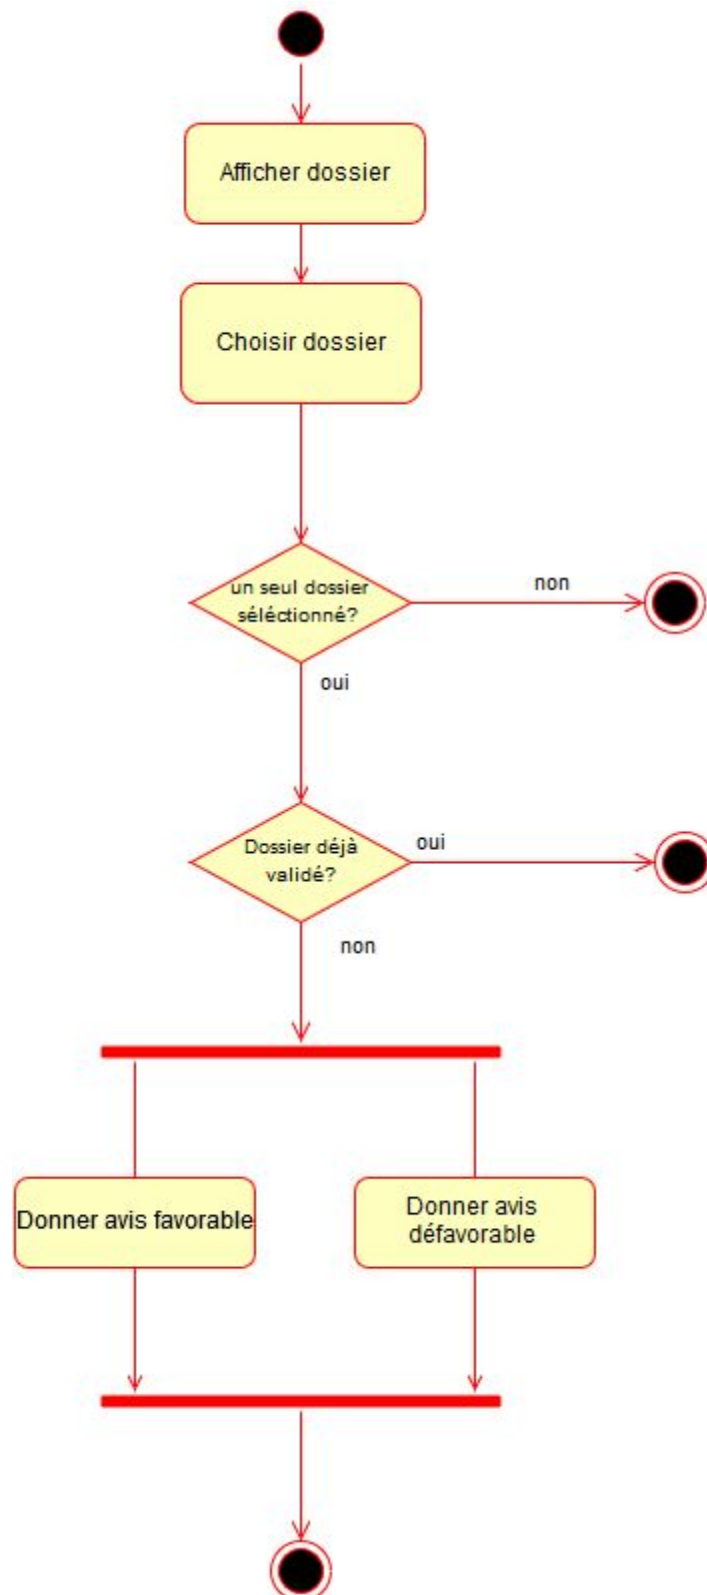 Afficher dossier
Choisir dossier
un seul dossier
séléctionné?
non
oui
Dossier déjà
validé?
oui
non
Donner avis favorable
Donner avis
défavorable